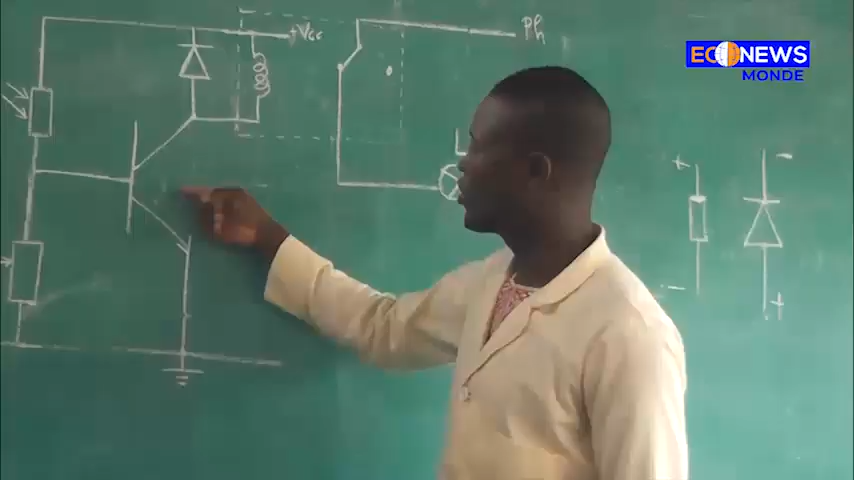 +Vcc
Ph
ECONEWS
MONDE
L
+
-
-
+